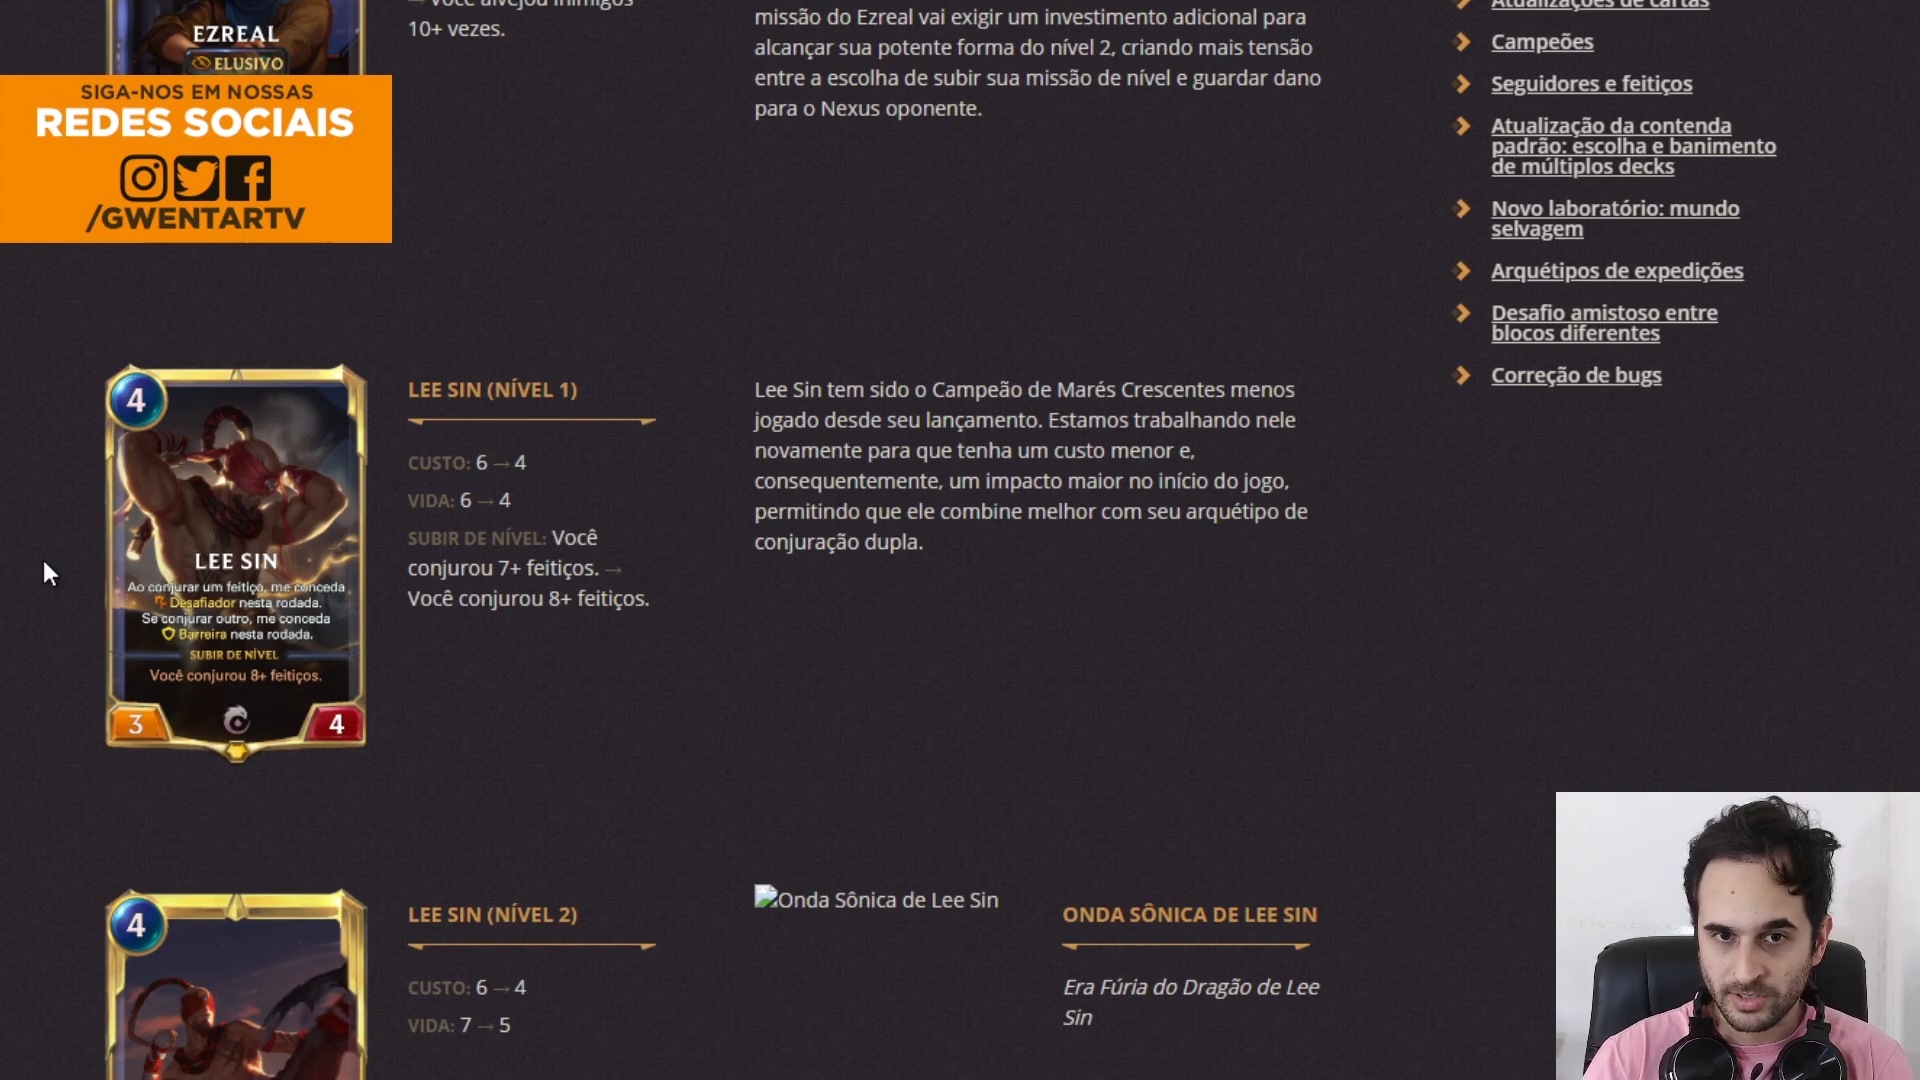 → Você alvejou inimigos
10+ vezes.
EZREAL
ELUSIVO
missão do Ezreal vai exigir um investimento adicional para
alcançar sua potente forma do nível 2, criando mais tensão
entre a escolha de subir sua missão de nível e guardar dano
para o Nexus oponente.
SIGA-NOS EM NOSSAS
REDES SOCIAIS
/GWENTARTV
Atualizações de cartas
Campeões
Seguidores e feitiços
Atualização da contenda
padrão: escolha e banimento
de múltiplos decks
Novo laboratório: mundo
selvagem
Arquétipos de expedições
Desafio amistoso entre
blocos diferentes
Correção de bugs
4
LEE SIN
Ao conjurar um feitiço, me conceda
Desafiador nesta rodada.
Se conjurar outro, me conceda
Barreira nesta rodada.
SUBIR DE NÍVEL
Você conjurou 8+ feitiços.
3
4
LEE SIN (NÍVEL 1)
CUSTO: 6 → 4
VIDA: 6 → 4
SUBIR DE NÍVEL: Você
conjurou 7+ feitiços. →
Você conjurou 8+ feitiços.
Lee Sin tem sido o Campeão de Marés Crescentes menos
jogado desde seu lançamento. Estamos trabalhando nele
novamente para que tenha um custo menor e,
consequentemente, um impacto maior no início do jogo,
permitindo que ele combine melhor com seu arquétipo de
conjuração dupla.
4
LEE SIN (NÍVEL 2)
CUSTO: 6 → 4
VIDA: 7 → 5
Onda Sônica de Lee Sin
ONDA SÔNICA DE LEE SIN
Era Fúria do Dragão de Lee
Sin